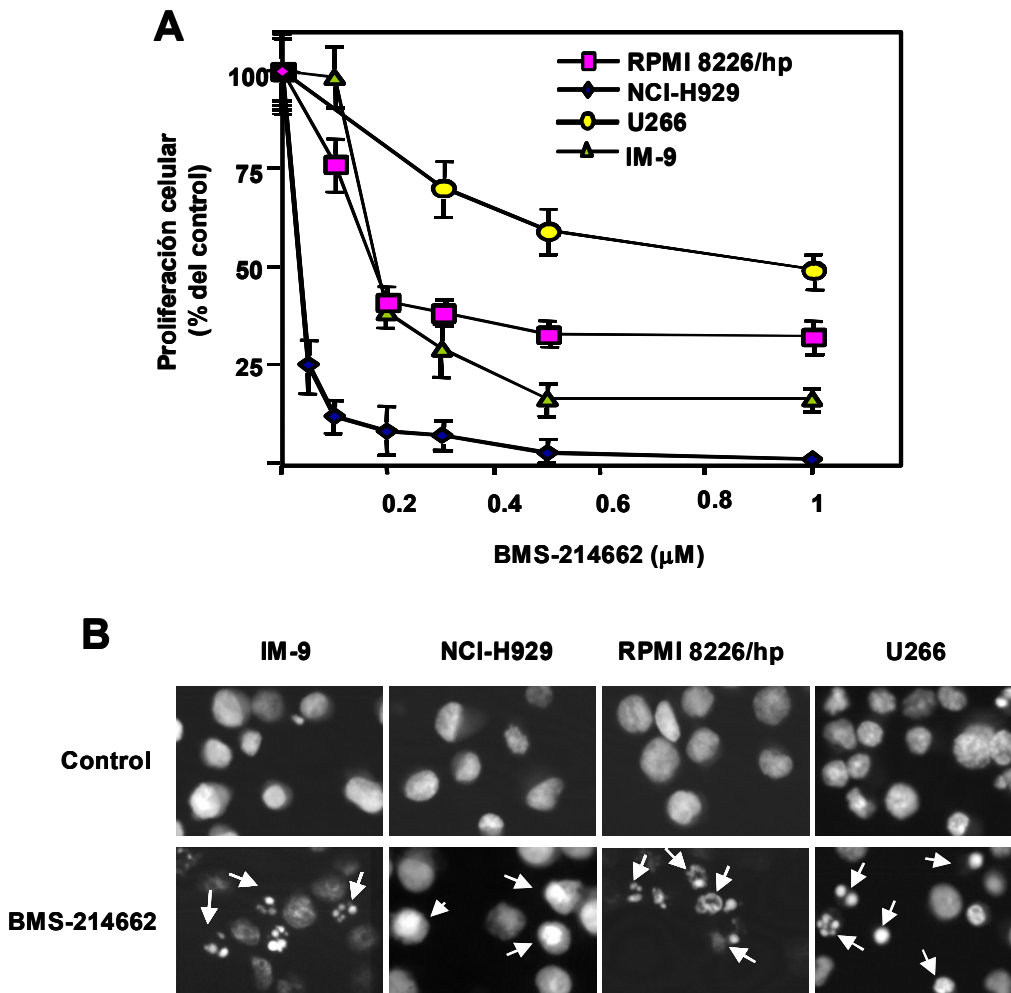 A
RPMI 8226/hp
NCI-H929
U266
IM-9
100
75
50
25
Proliferación celular
(% del control)
0.2
0.4
0.6
0.8
1
BMS-214662 (µM)
B
IM-9
NCI-H929
RPMI 8226/hp
U266
Control
BMS-214662